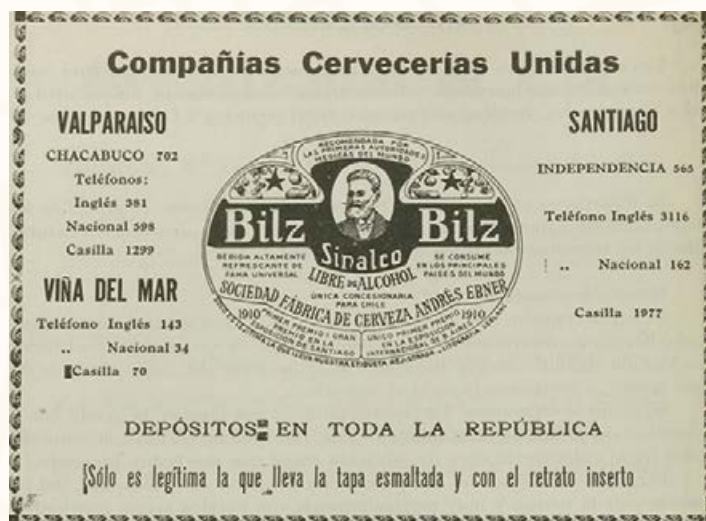 Compañías Cervecerías Unidas
VALPARAISO
CHACABUCO 702
Teléfonos:
Inglés 381
Nacional 598
Casilla 1299
VIÑA DEL MAR
Teléfono Inglés 143
„ Nacional 34
Casilla 70
RECOMENDADA POR
LAS PRIMERAS AUTORIDADES
MEDICAS DEL MUNDO
Bilz Bilz
Sinalco
LIBRE DE ALCOHOL
BEBIDA ALTAMENTE
REFRESCANTE DE
FAMA UNIVERSAL
SE CONSUME
EN LOS PRINCIPALES
PAISES DEL MUNDO
ÚNICA CONCESIONARIA
PARA CHILE
SOCIEDAD FÁBRICA DE CERVEZA ANDRÉS EBNER
1910 PRIMER PREMIO I GRAN
PREMIO EN LA
EXPOSICION DE SANTIAGO
UNICO PRIMER PREMIO 1910
EN LA EXPOSICION
INTERNACIONAL DE B. AIRES
SANTIAGO
INDEPENDENCIA 565
Teléfono Inglés 3116
„ Nacional 162
Casilla 1977
DEPÓSITOS EN TODA LA REPÚBLICA
Sólo es legítima la que lleva la tapa esmaltada y con el retrato inserto